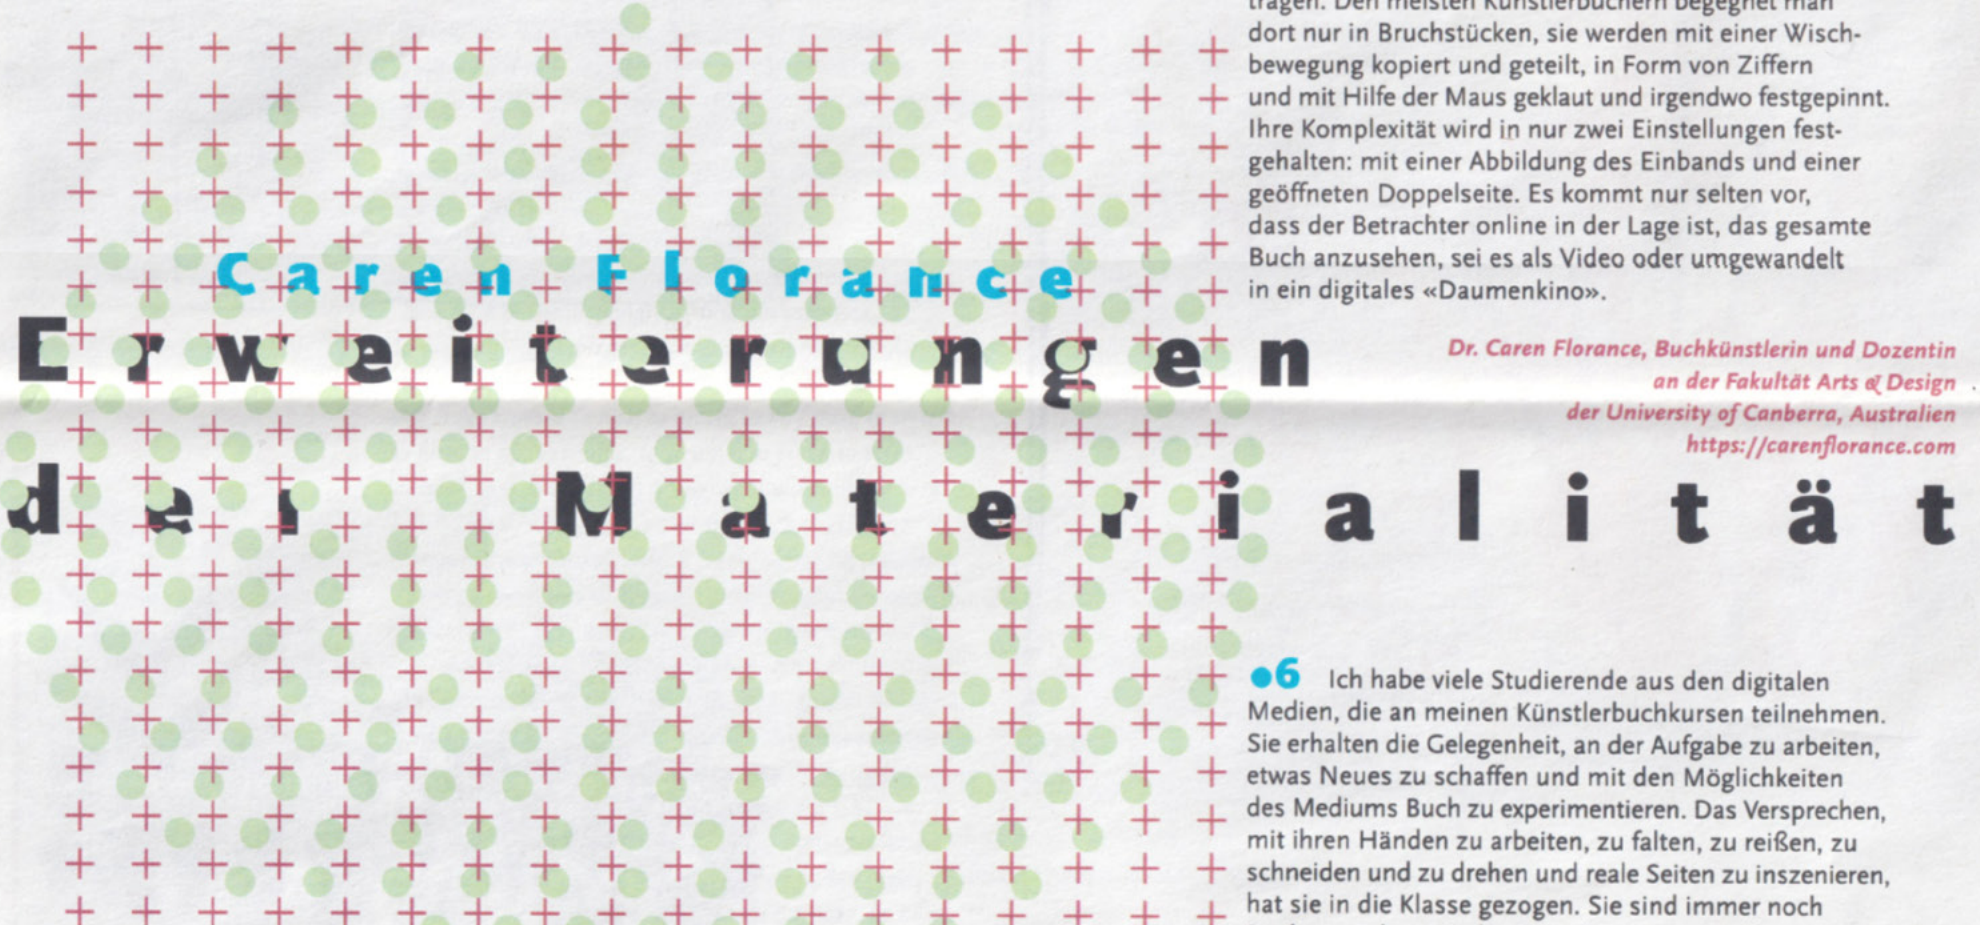 Caren Florance
Erweiterungen
der Materialität
tragen. Den meisten Künstlerbüchern begegnet man
dort nur in Bruchstücken, sie werden mit einer Wisch-
bewegung kopiert und geteilt, in Form von Ziffern
und mit Hilfe der Maus geklaut und irgendwo festgepinnt.
Ihre Komplexität wird in nur zwei Einstellungen fest-
gehalten: mit einer Abbildung des Einbands und einer
geöffneten Doppelseite. Es kommt nur selten vor,
dass der Betrachter online in der Lage ist, das gesamte
Buch anzusehen, sei es als Video oder umgewandelt
in ein digitales «Daumenkino».
Dr. Caren Florance, Buchkünstlerin und Dozentin
an der Fakultät Arts & Design
der University of Canberra, Australien
https://carenflorance.com
●6 Ich habe viele Studierende aus den digitalen
Medien, die an meinen Künstlerbuchkursen teilnehmen.
Sie erhalten die Gelegenheit, an der Aufgabe zu arbeiten,
etwas Neues zu schaffen und mit den Möglichkeiten
des Mediums Buch zu experimentieren. Das Versprechen,
mit ihren Händen zu arbeiten, zu falten, zu reißen, zu
schneiden und zu drehen und reale Seiten zu inszenieren,
hat sie in die Klasse gezogen. Sie sind immer noch